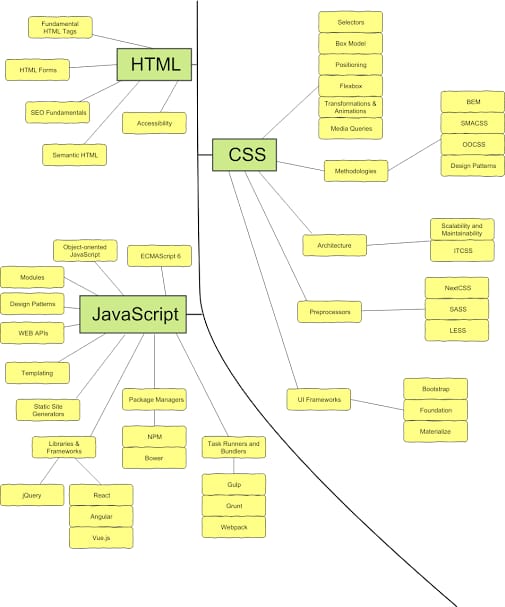 Fundamental
HTML Tags
HTML
HTML Forms
SEO Fundamentals
Accessibility
Semantic HTML
Selectors
Box Model
Positioning
Flexbox
Transformations &
Animations
Media Queries
CSS
BEM
SMACSS
OOCSS
Design Patterns
Methodologies
Scalability and
Maintainability
ITCSS
Architecture
NextCSS
SASS
LESS
Preprocessors
UI Frameworks
Bootstrap
Foundation
Materialize
Object-oriented
JavaScript
ECMAScript 6
Modules
Design Patterns
JavaScript
WEB APIs
Templating
Static Site
Generators
Package Managers
NPM
Bower
Libraries &
Frameworks
Task Runners and
Bundlers
jQuery
React
Angular
Vue.js
Gulp
Grunt
Webpack